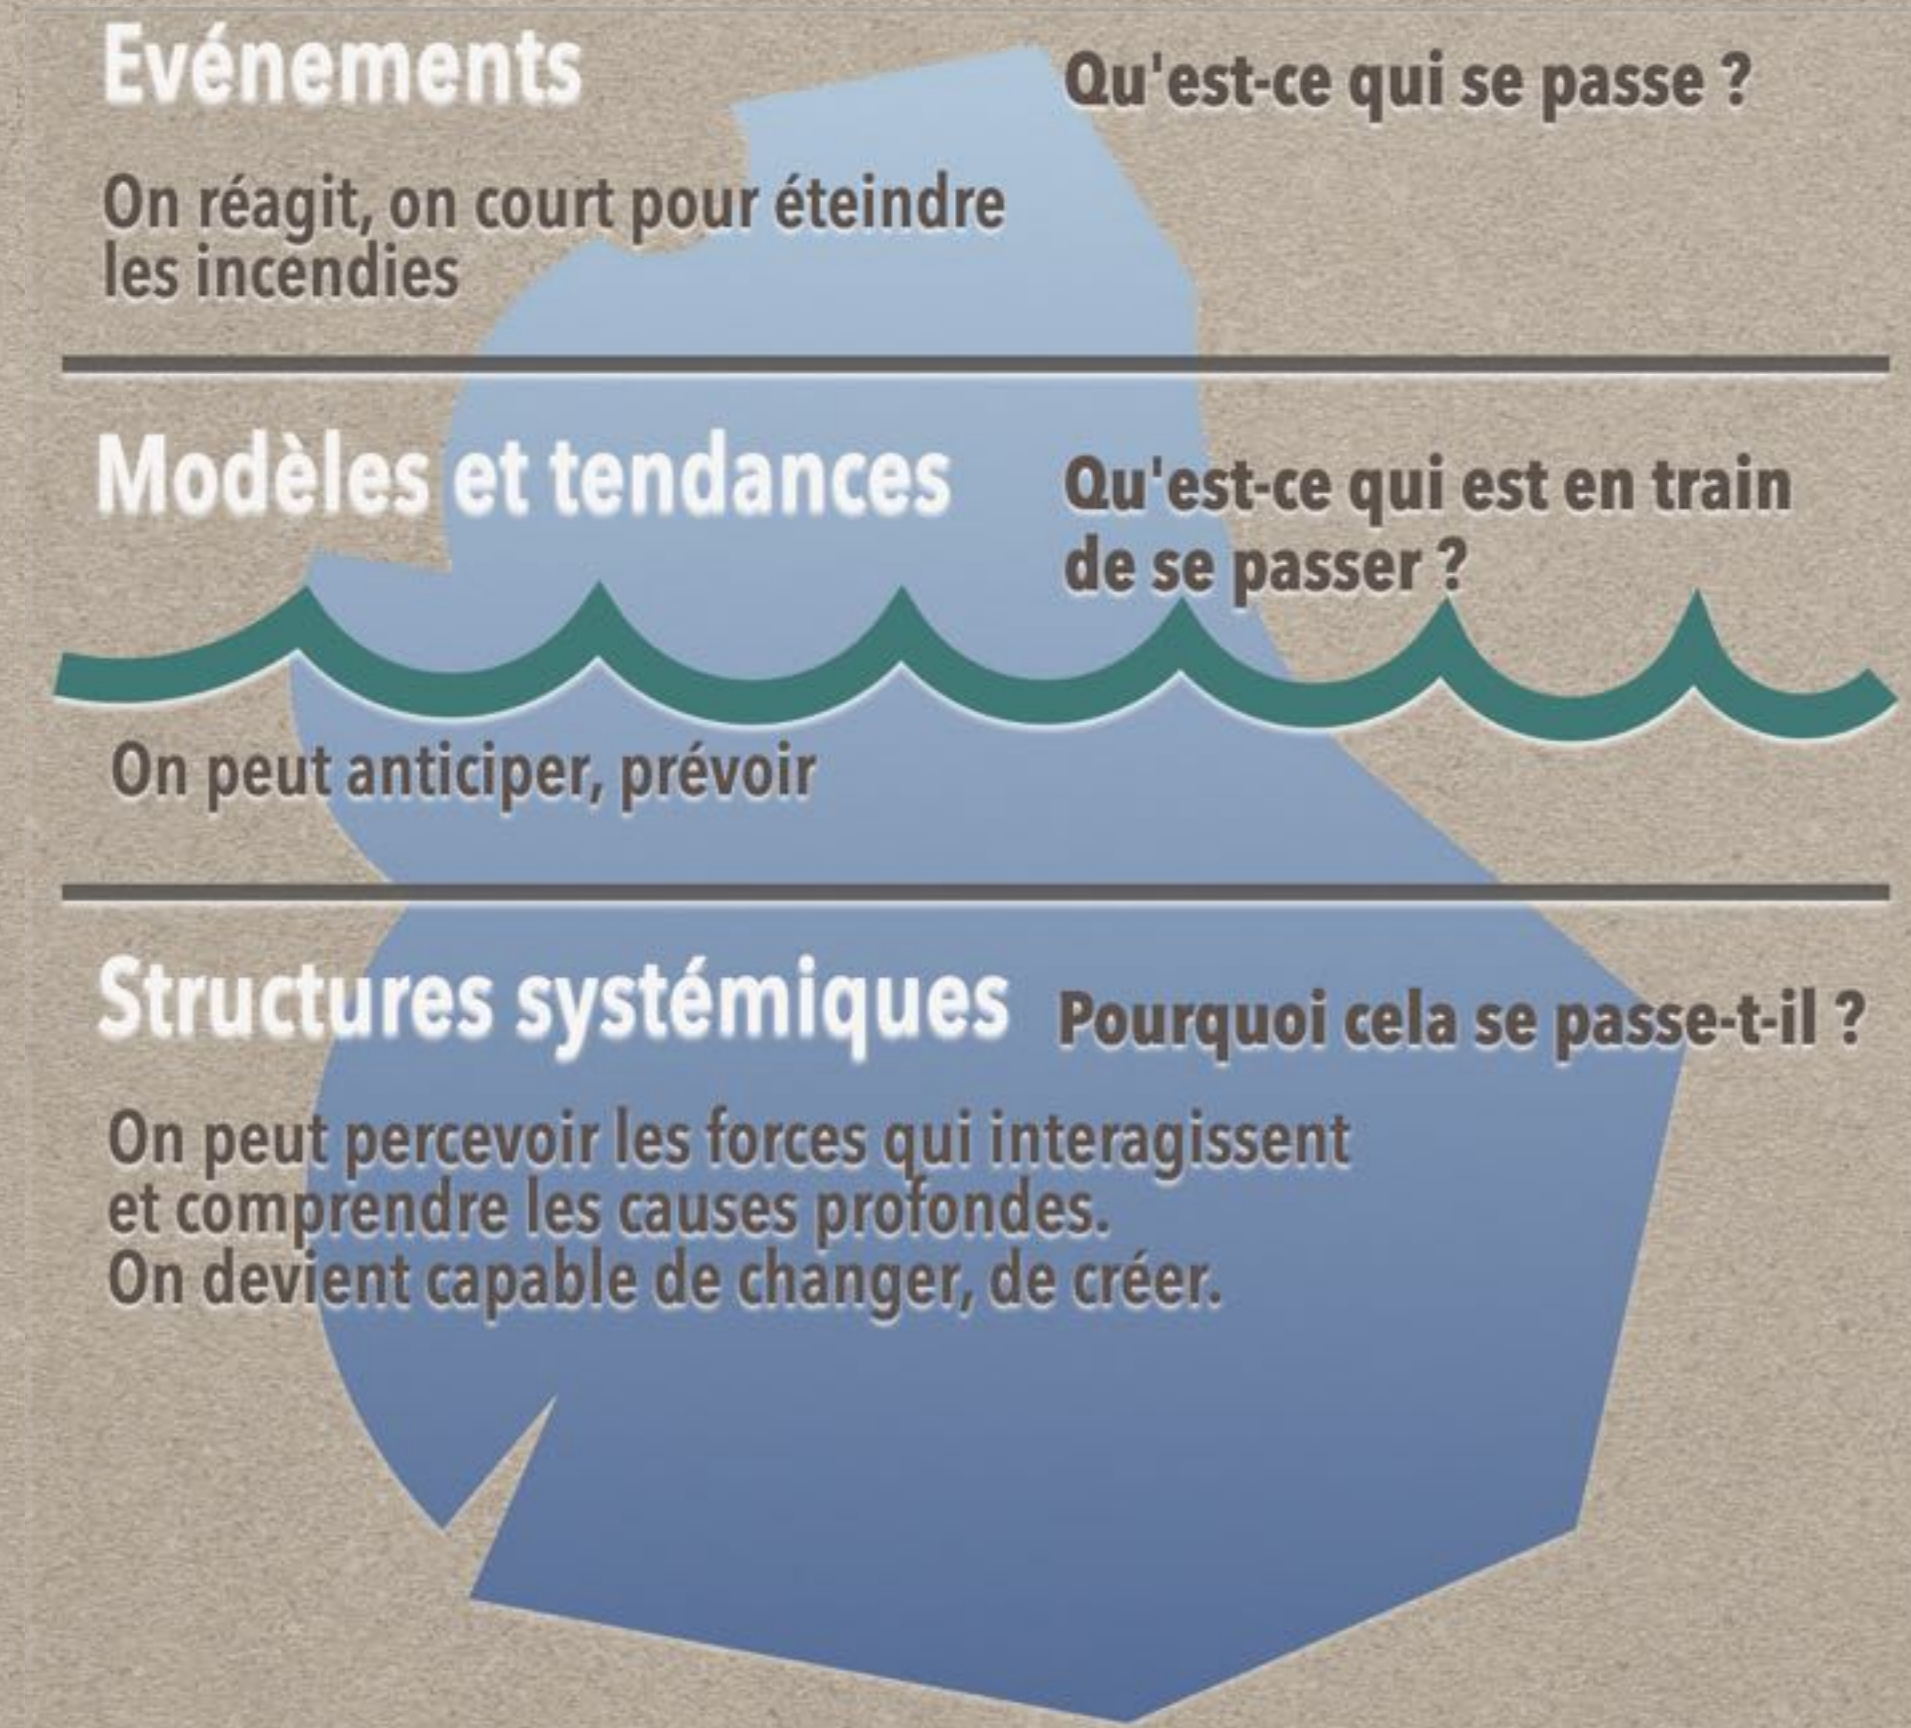 Evénements
Qu'est-ce qui se passe ?
On réagit, on court pour éteindre
les incendies
Modèles et tendances
Qu'est-ce qui est en train
de se passer ?
On peut anticiper, prévoir
Structures systémiques
Pourquoi cela se passe-t-il ?
On peut percevoir les forces qui interagissent
et comprendre les causes profondes.
On devient capable de changer, de créer.